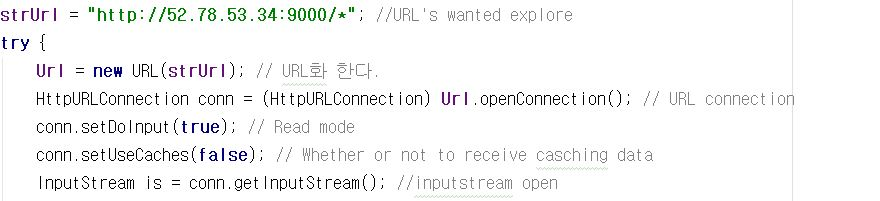 strUrl = "http://52.78.53.34:9000/*"; //URL's wanted explore
try {
Url = new URL(strUrl); // URL화 한다.
HttpURLConnection conn = (HttpURLConnection) Url.openConnection(); // URL connection
conn.setDoInput(true); // Read mode
conn.setUseCaches(false); // Whether or not to receive casching data
InputStream is = conn.getInputStream(); //inputstream open